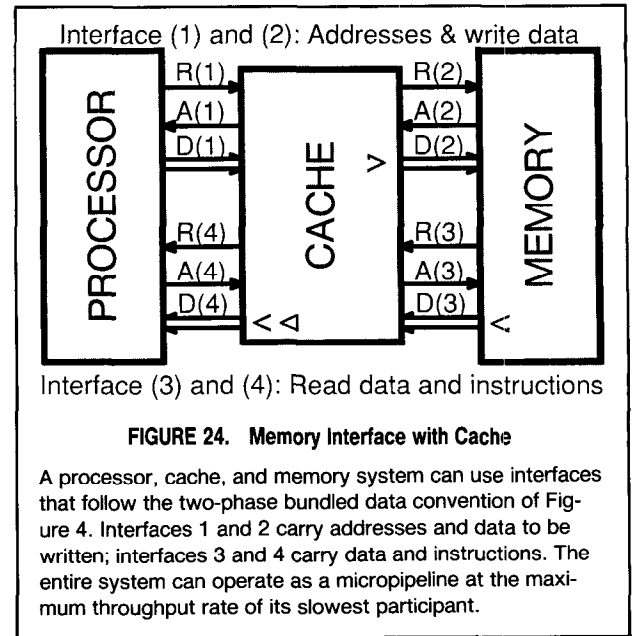 Interface (1) and (2): Addresses & write data
PROCESSOR
R(1)
A(1)
D(1)
R(4)
A(4)
D(4)
CACHE
R(2)
A(2)
D(2)
R(3)
A(3)
D(3)
MEMORY
Interface (3) and (4): Read data and instructions
FIGURE 24. Memory Interface with Cache
A processor, cache, and memory system can use interfaces
that follow the two-phase bundled data convention of Fig-
ure 4. Interfaces 1 and 2 carry addresses and data to be
written; interfaces 3 and 4 carry data and instructions. The
entire system can operate as a micropipeline at the maxi-
mum throughput rate of its slowest participant.